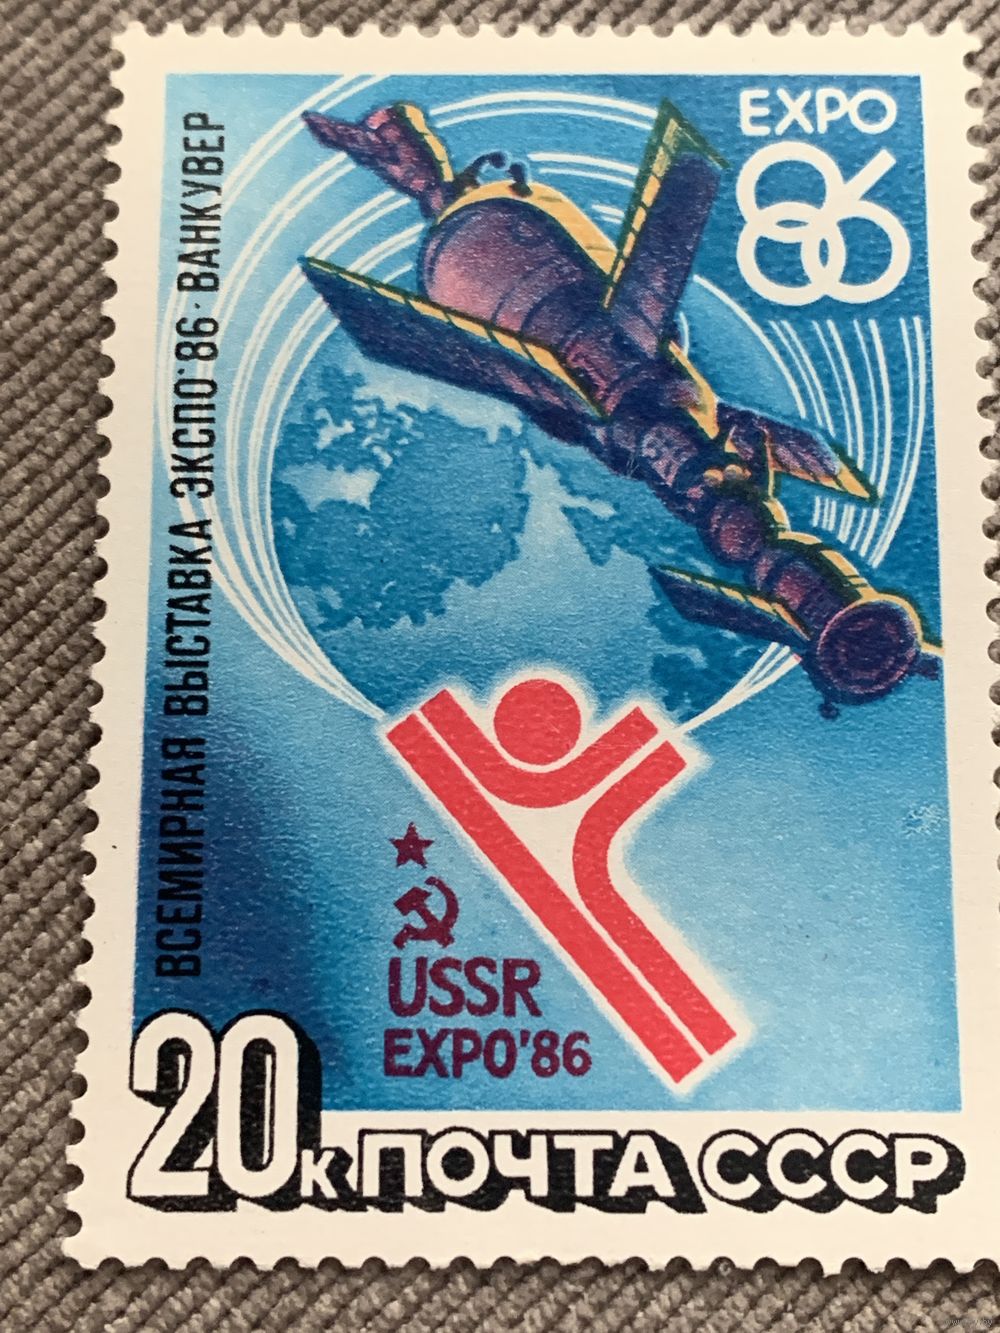 EXPO
86
ВСЕМИРНАЯ ВЫСТАВКА ЭКСПО'86 · ВАНКУВЕР
USSR
EXPO'86
20к ПОЧТА СССР